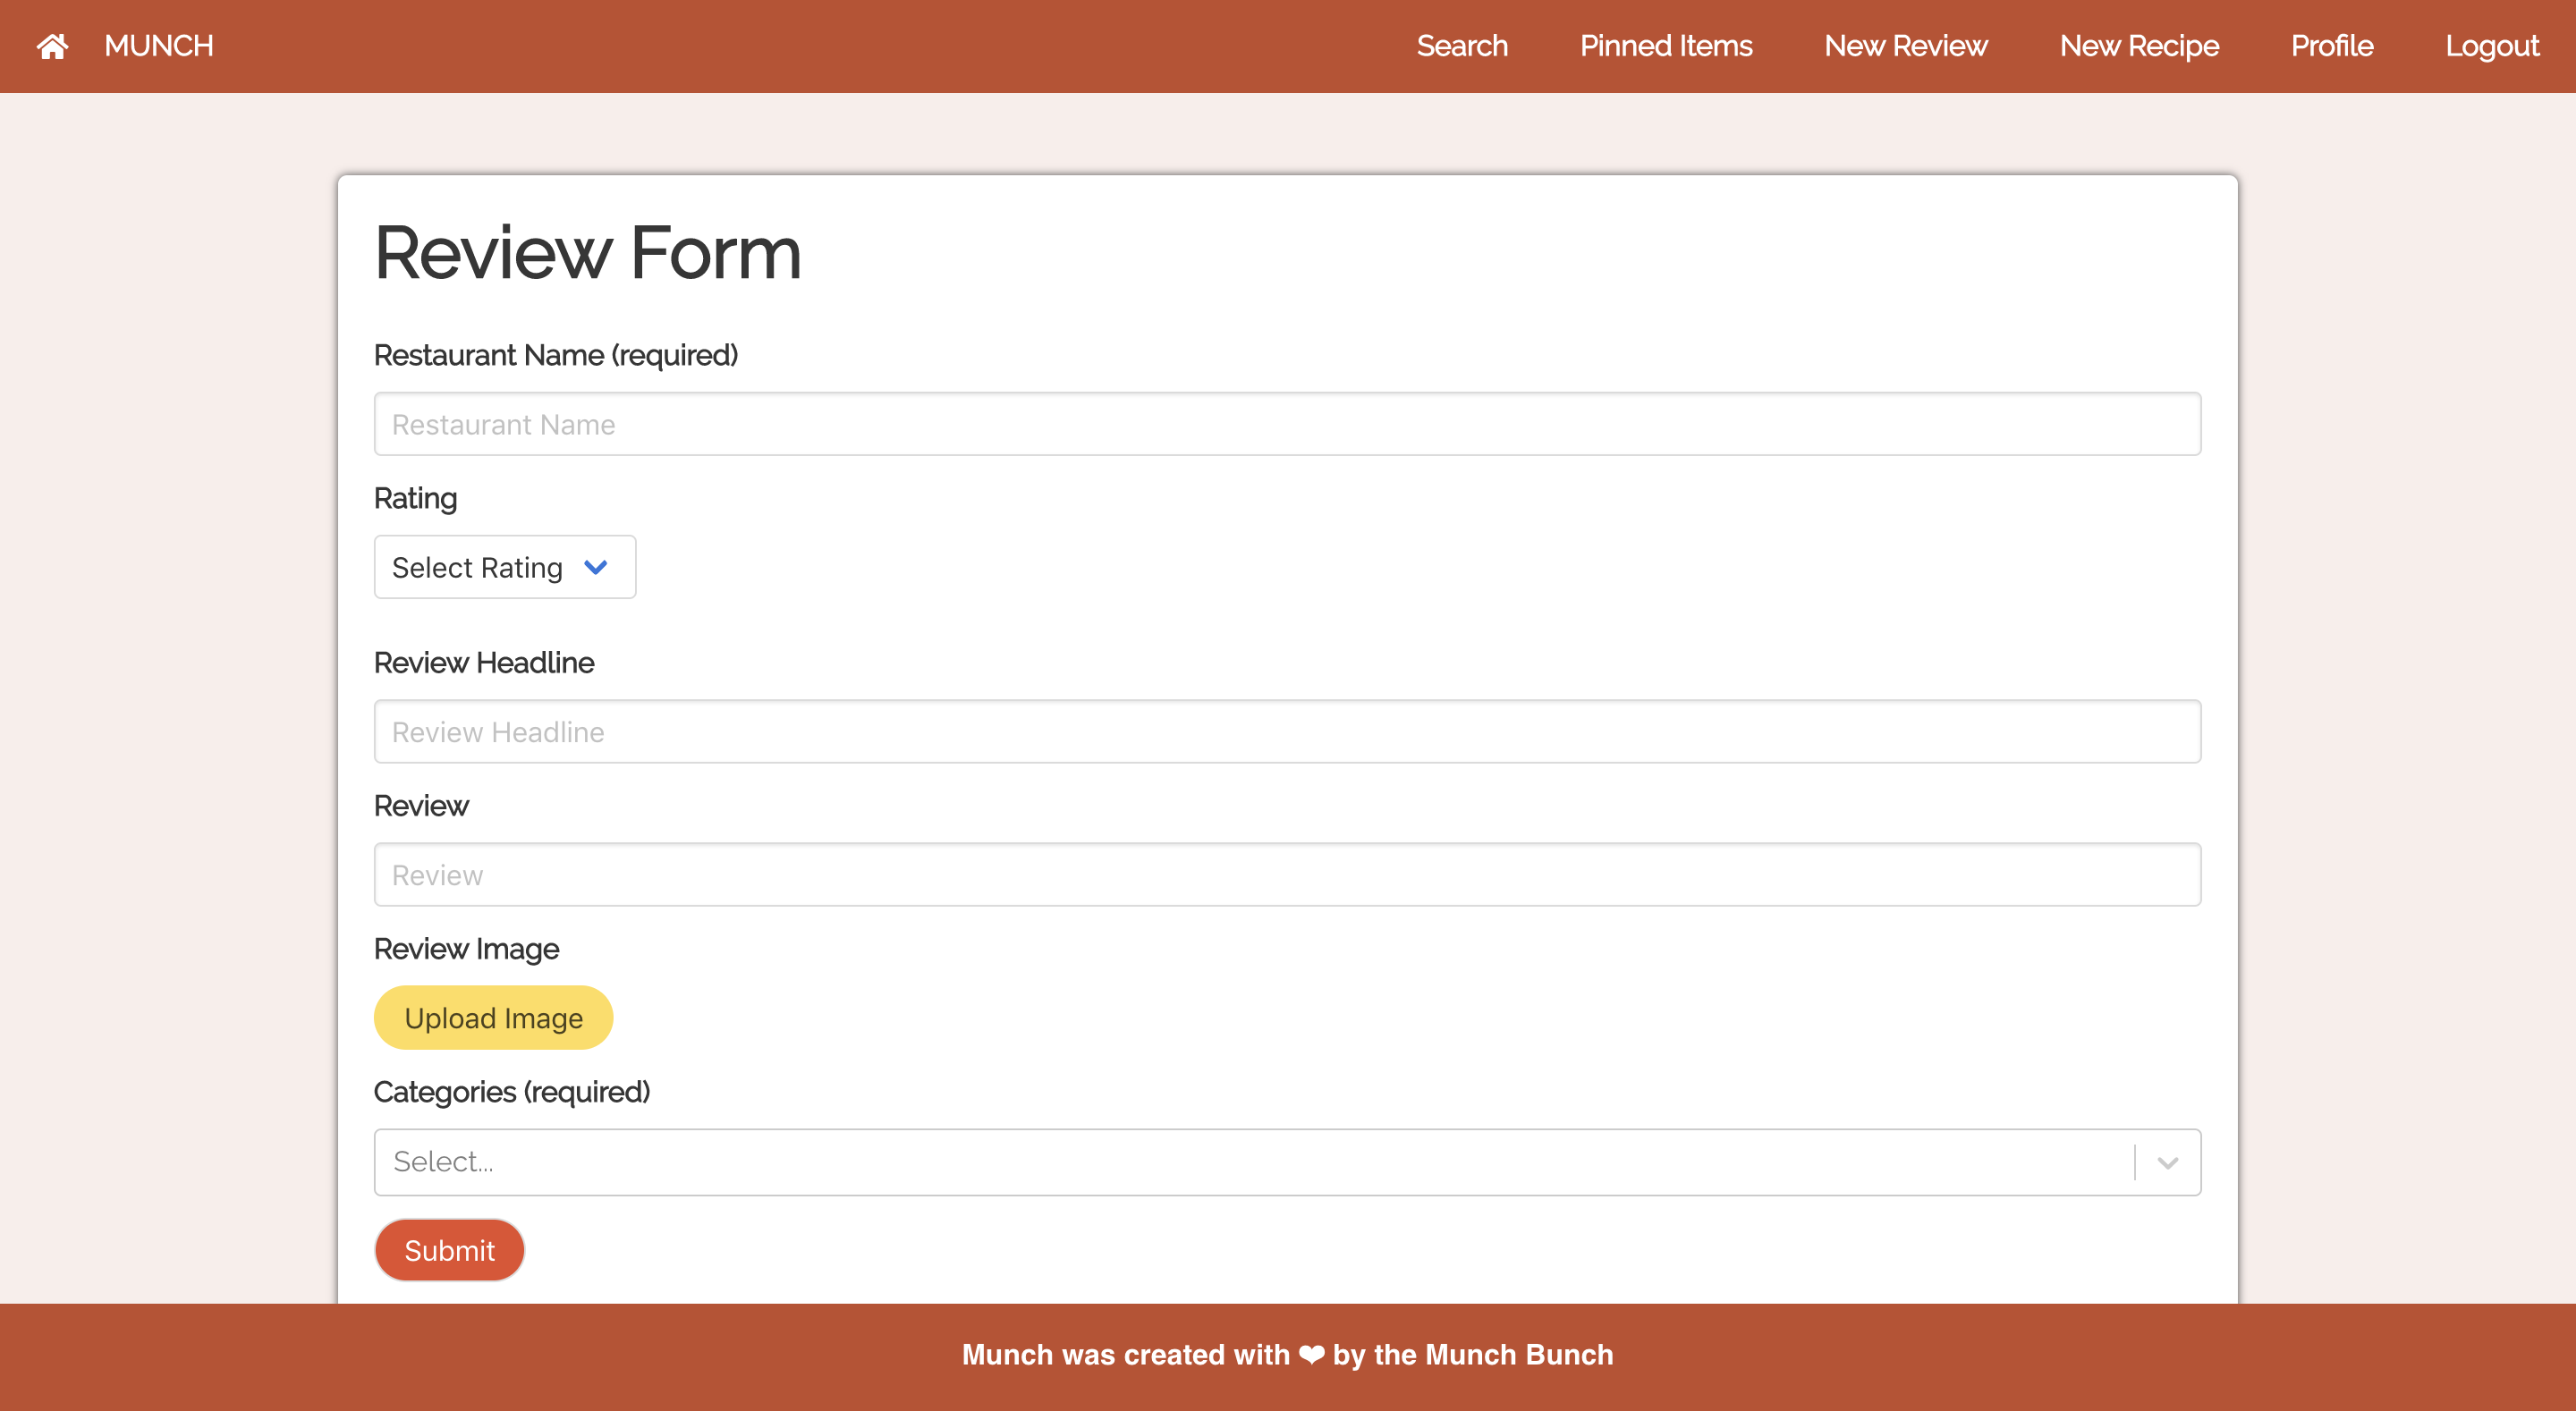 MUNCH Search Pinned Items New Review New Recipe Profile Logout
Review Form
Restaurant Name (required)
Restaurant Name
Rating
Select Rating
Review Headline
Review Headline
Review
Review
Review Image
Upload Image
Categories (required)
Select...
Submit
Munch was created with ❤ by the Munch Bunch